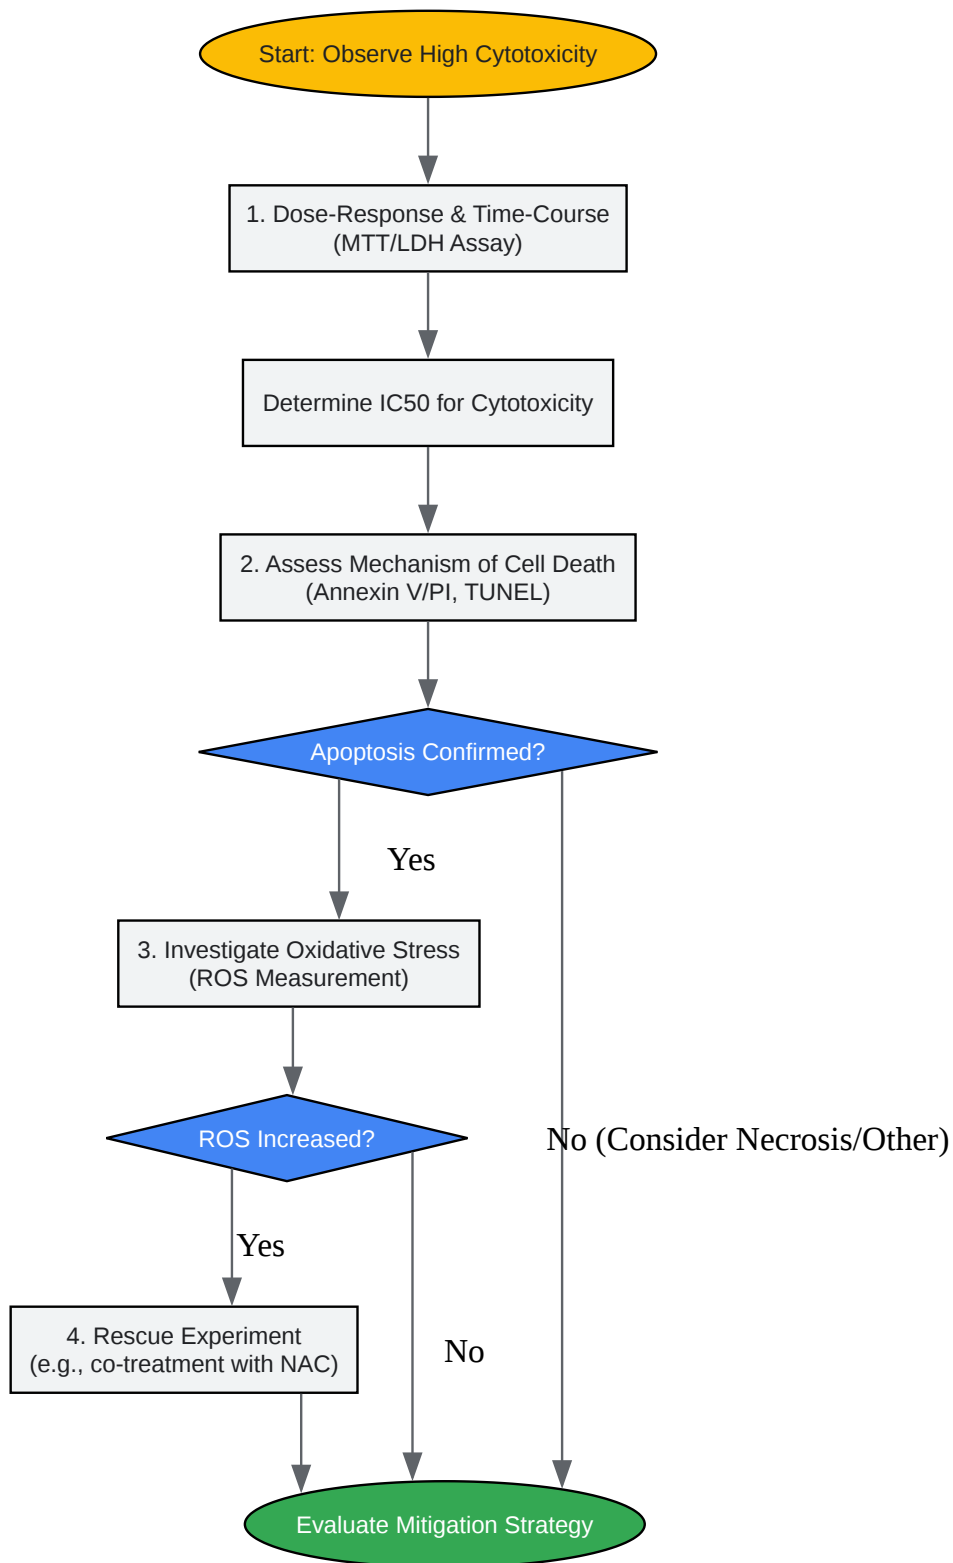 Start: Observe High Cytotoxicity
1. Dose-Response & Time-Course
(MTT/LDH Assay)
Determine IC50 for Cytotoxicity
2. Assess Mechanism of Cell Death
(Annexin V/PI, TUNEL)
Apoptosis Confirmed?
Yes
3. Investigate Oxidative Stress
(ROS Measurement)
ROS Increased?
No (Consider Necrosis/Other)
Yes
4. Rescue Experiment
(e.g., co-treatment with NAC)
No
Evaluate Mitigation Strategy